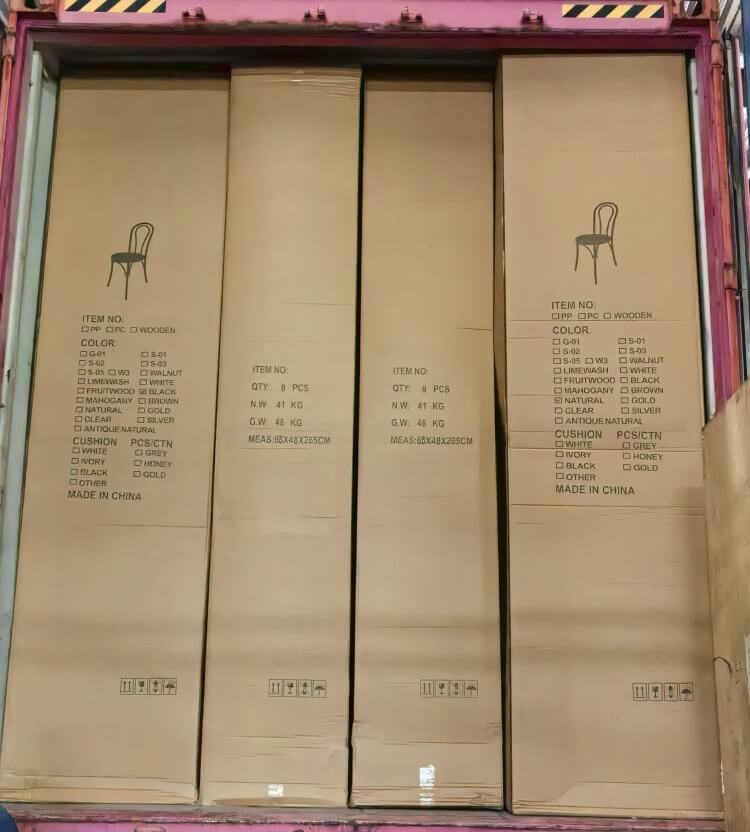 ITEM NO:
☐ PP ☐ PC ☐ WOODEN
COLOR:
☐ G-01 ☐ S-01
☐ S-02 ☐ S-03
☐ S-05 ☐ W3 ☐ WALNUT
☐ LIMEWASH ☐ WHITE
☐ FRUITWOOD ☑ BLACK
☐ MAHOGANY ☐ BROWN
☐ NATURAL ☐ GOLD
☐ CLEAR ☐ SILVER
☐ ANTIQUE NATURAL
CUSHION PCS/CTN
☐ WHITE ☐ GREY
☐ IVORY ☐ HONEY
☐ BLACK ☐ GOLD
☐ OTHER
MADE IN CHINA
ITEM NO:
QTY: 9 PCS
N.W: 41 KG
G.W: 46 KG
MEAS:65X48X265CM
ITEM NO:
QTY: 9 PCS
N.W: 41 KG
G.W: 46 KG
MEAS:65X48X265CM
ITEM NO:
☐ PP ☐ PC ☐ WOODEN
COLOR:
☐ G-01 ☐ S-01
☐ S-02 ☐ S-03
☐ S-05 ☐ W3 ☐ WALNUT
☐ LIMEWASH ☐ WHITE
☐ FRUITWOOD ☐ BLACK
☐ MAHOGANY ☐ BROWN
☑ NATURAL ☐ GOLD
☐ CLEAR ☐ SILVER
☐ ANTIQUE NATURAL
CUSHION PCS/CTN
☐ WHITE ☐ GREY
☐ IVORY ☐ HONEY
☐ BLACK ☐ GOLD
☐ OTHER
MADE IN CHINA